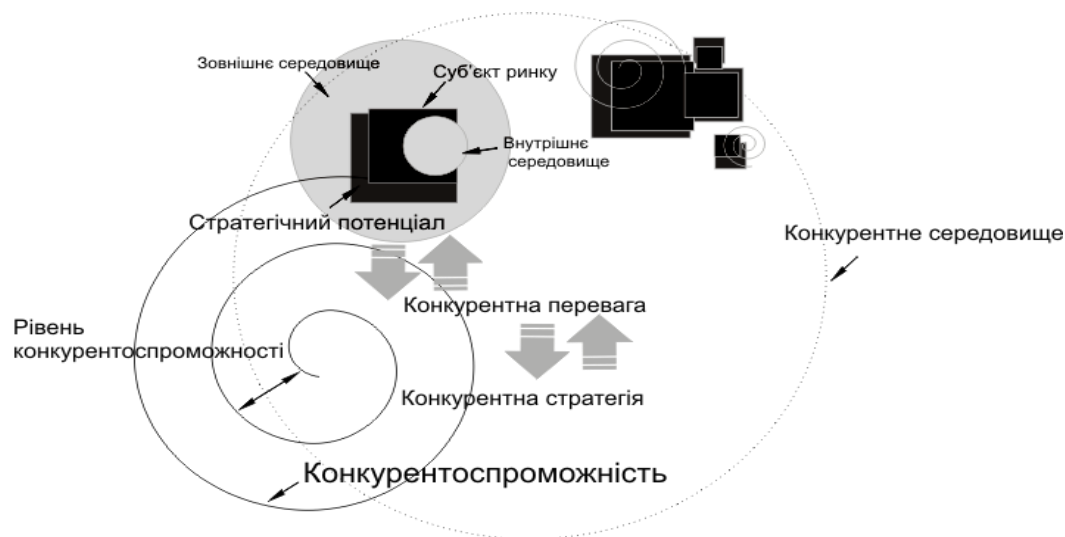 Зовнішнє середовище
Суб'єкт ринку
Внутрішнє
середовище
Стратегічний потенціал
Конкурентне середовище
Конкурентна перевага
Рівень
конкурентоспроможності
Конкурентна стратегія
Конкурентоспроможність